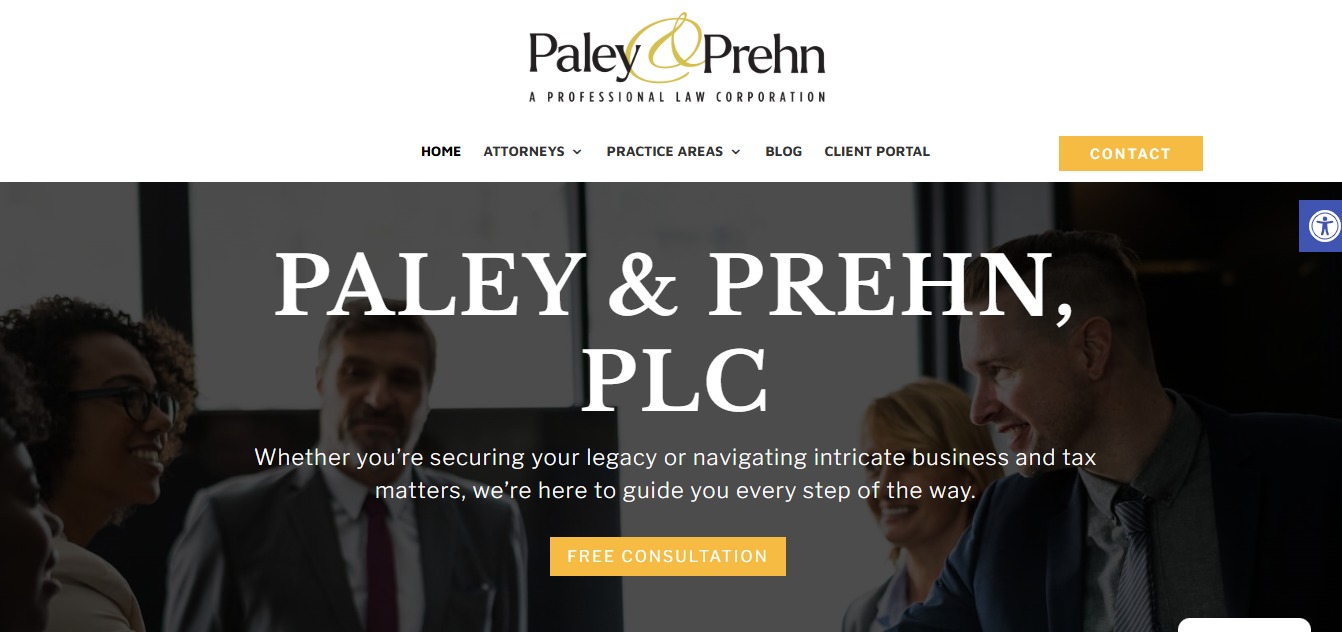 Paley & Prehn
A PROFESSIONAL LAW CORPORATION
HOME ATTORNEYS PRACTICE AREAS BLOG CLIENT PORTAL CONTACT
PALEY & PREHN,
PLC
Whether you’re securing your legacy or navigating intricate business and tax
matters, we’re here to guide you every step of the way.
FREE CONSULTATION